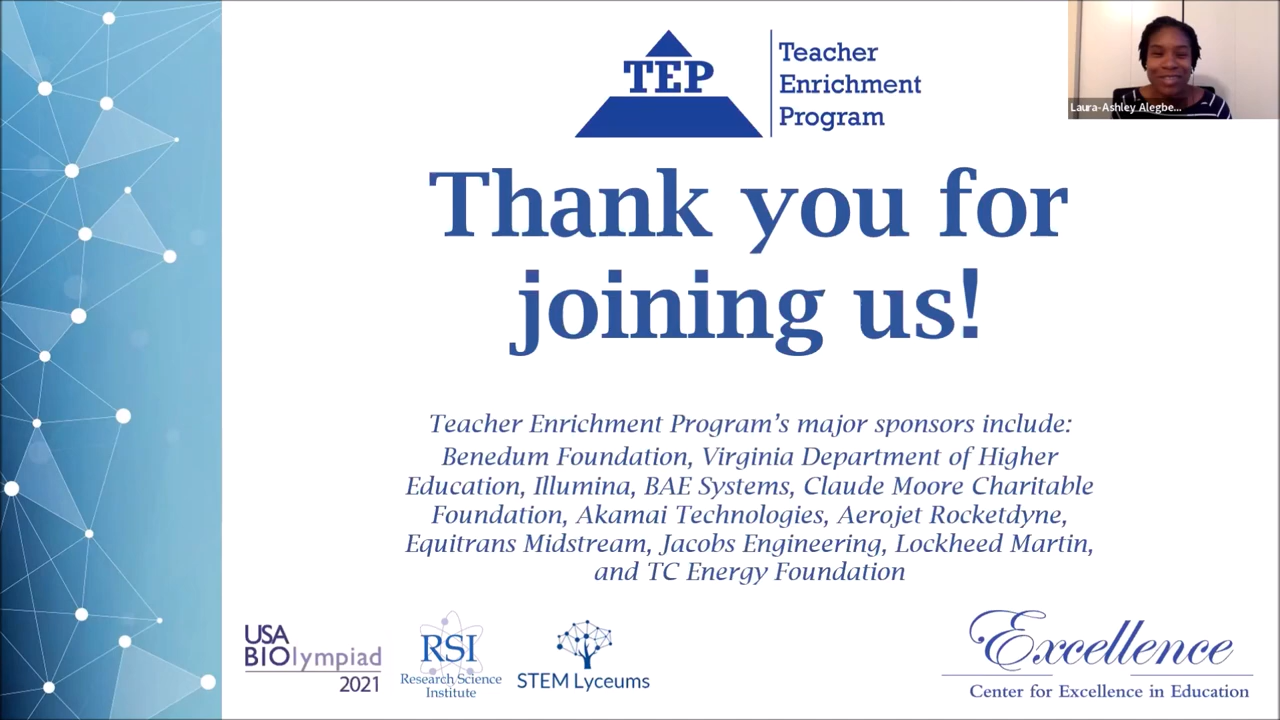 TEP
Teacher
Enrichment
Program
Laura-Ashley Alegbe...
Thank you for
joining us!
Teacher Enrichment Program's major sponsors include:
Benedum Foundation, Virginia Department of Higher
Education, Illumina, BAE Systems, Claude Moore Charitable
Foundation, Akamai Technologies, Aerojet Rocketdyne,
Equitrans Midstream, Jacobs Engineering, Lockheed Martin,
and TC Energy Foundation
USA
BIOlympiad
2021
RSI
Research Science
Institute
STEM Lyceums
Excellence
Center for Excellence in Education